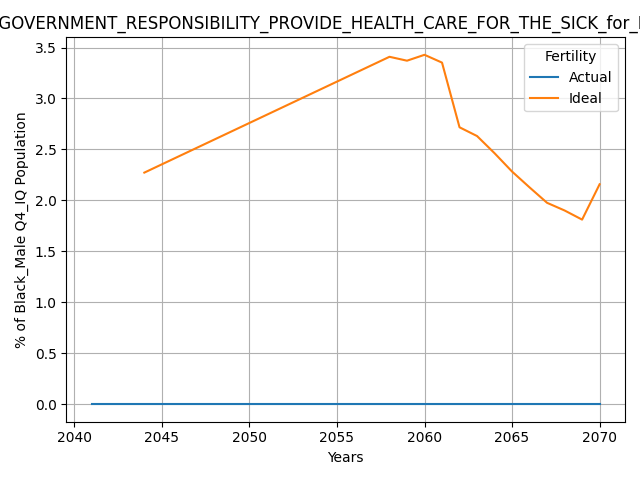 GOVERNMENT_RESPONSIBILITY_PROVIDE_HEALTH_CARE_FOR_THE_SICK_for_
Fertility
Actual
Ideal
% of Black_Male Q4_IQ Population
3.5
3.0
2.5
2.0
1.5
1.0
0.5
0.0
2040 2045 2050 2055 2060 2065 2070
Years